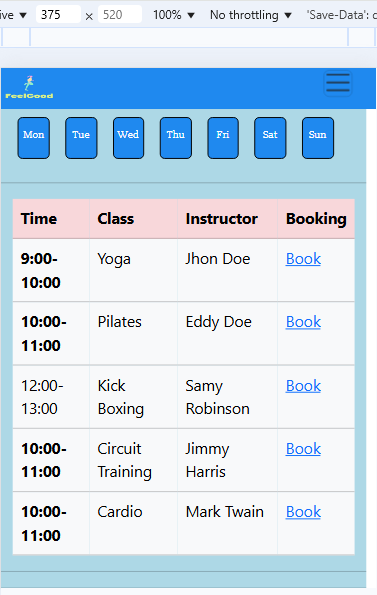 ive ▼ 375 × 520 100% ▼ No throttling ▼ 'Save-Data': d
FeelGood
Mon Tue Wed Thu Fri Sat Sun
Time Class Instructor Booking
9:00-
10:00 Yoga Jhon Doe Book
10:00-
11:00 Pilates Eddy Doe Book
12:00-
13:00 Kick
Boxing Samy
Robinson Book
10:00-
11:00 Circuit
Training Jimmy
Harris Book
10:00-
11:00 Cardio Mark Twain Book